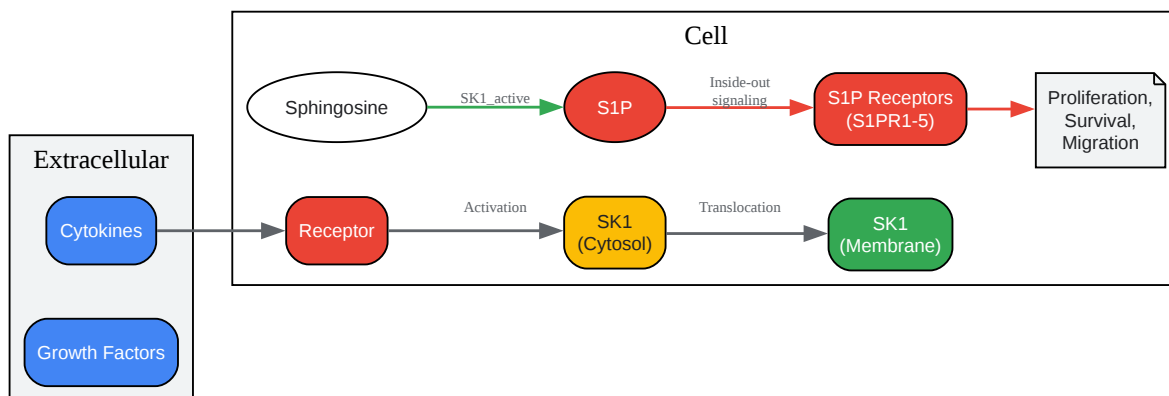 Cell
Sphingosine
SK1_active
S1P
Inside-out
signaling
S1P Receptors
(S1PR1-5)
Proliferation,
Survival,
Migration
Extracellular
Cytokines
Receptor
Activation
SK1
(Cytosol)
Translocation
SK1
(Membrane)
Growth Factors